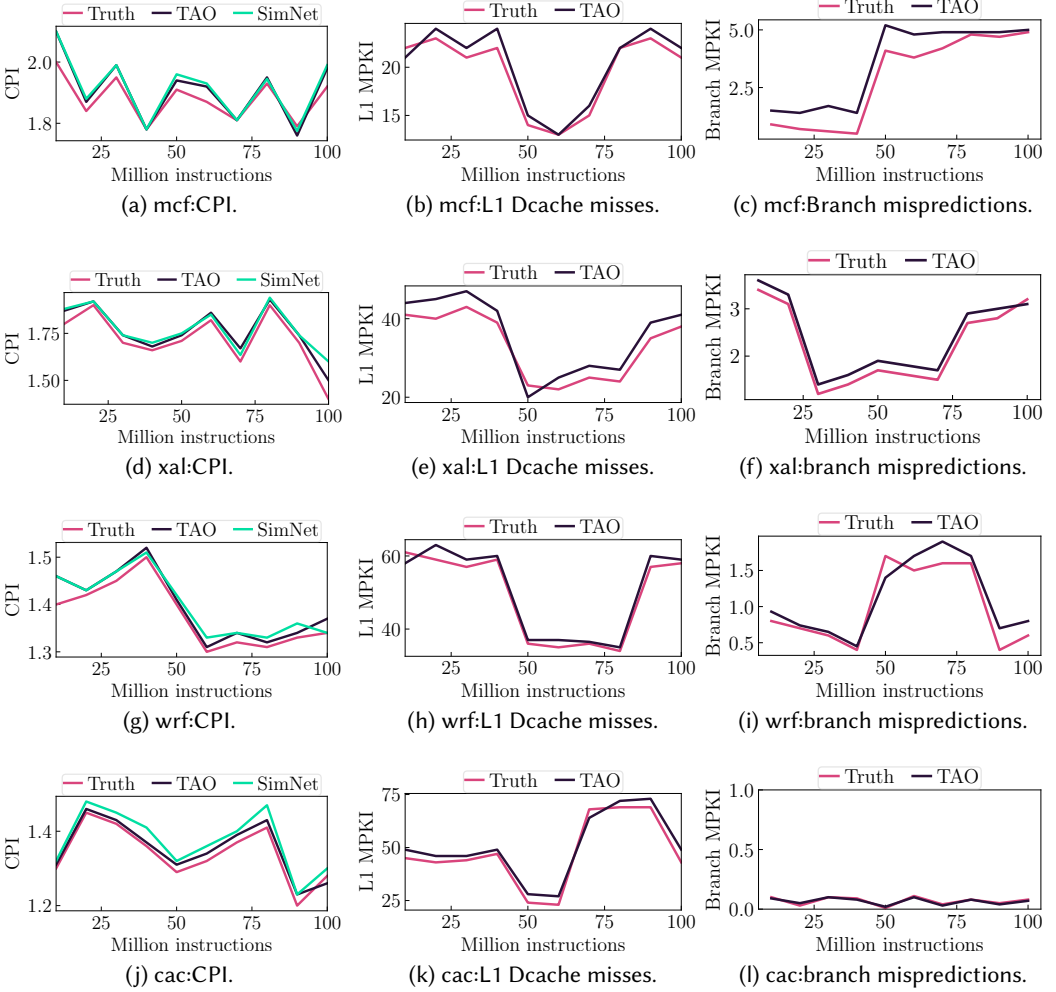 Truth TAO SimNet
CPI
2.0
1.8
25 50 75 100
Million instructions
(a) mcf:CPI.
Truth TAO
L1 MPKI
20
15
25 50 75 100
Million instructions
(b) mcf:L1 Dcache misses.
Truth TAO
Branch MPKI
5.0
2.5
25 50 75 100
Million instructions
(c) mcf:Branch mispredictions.
Truth TAO SimNet
CPI
1.75
1.50
25 50 75 100
Million instructions
(d) xal:CPI.
Truth TAO
L1 MPKI
40
20
25 50 75 100
Million instructions
(e) xal:L1 Dcache misses.
Truth TAO
Branch MPKI
3
2
25 50 75 100
Million instructions
(f) xal:branch mispredictions.
Truth TAO SimNet
CPI
1.5
1.4
1.3
25 50 75 100
Million instructions
(g) wrf:CPI.
Truth TAO
L1 MPKI
60
40
25 50 75 100
Million instructions
(h) wrf:L1 Dcache misses.
Truth TAO
Branch MPKI
1.5
1.0
0.5
25 50 75 100
Million instructions
(i) wrf:branch mispredictions.
Truth TAO SimNet
CPI
1.4
1.2
25 50 75 100
Million instructions
(j) cac:CPI.
Truth TAO
L1 MPKI
75
50
25
25 50 75 100
Million instructions
(k) cac:L1 Dcache misses.
Truth TAO
Branch MPKI
1.0
0.5
0.0
0 25 50 75 100
Million instructions
(l) cac:branch mispredictions.